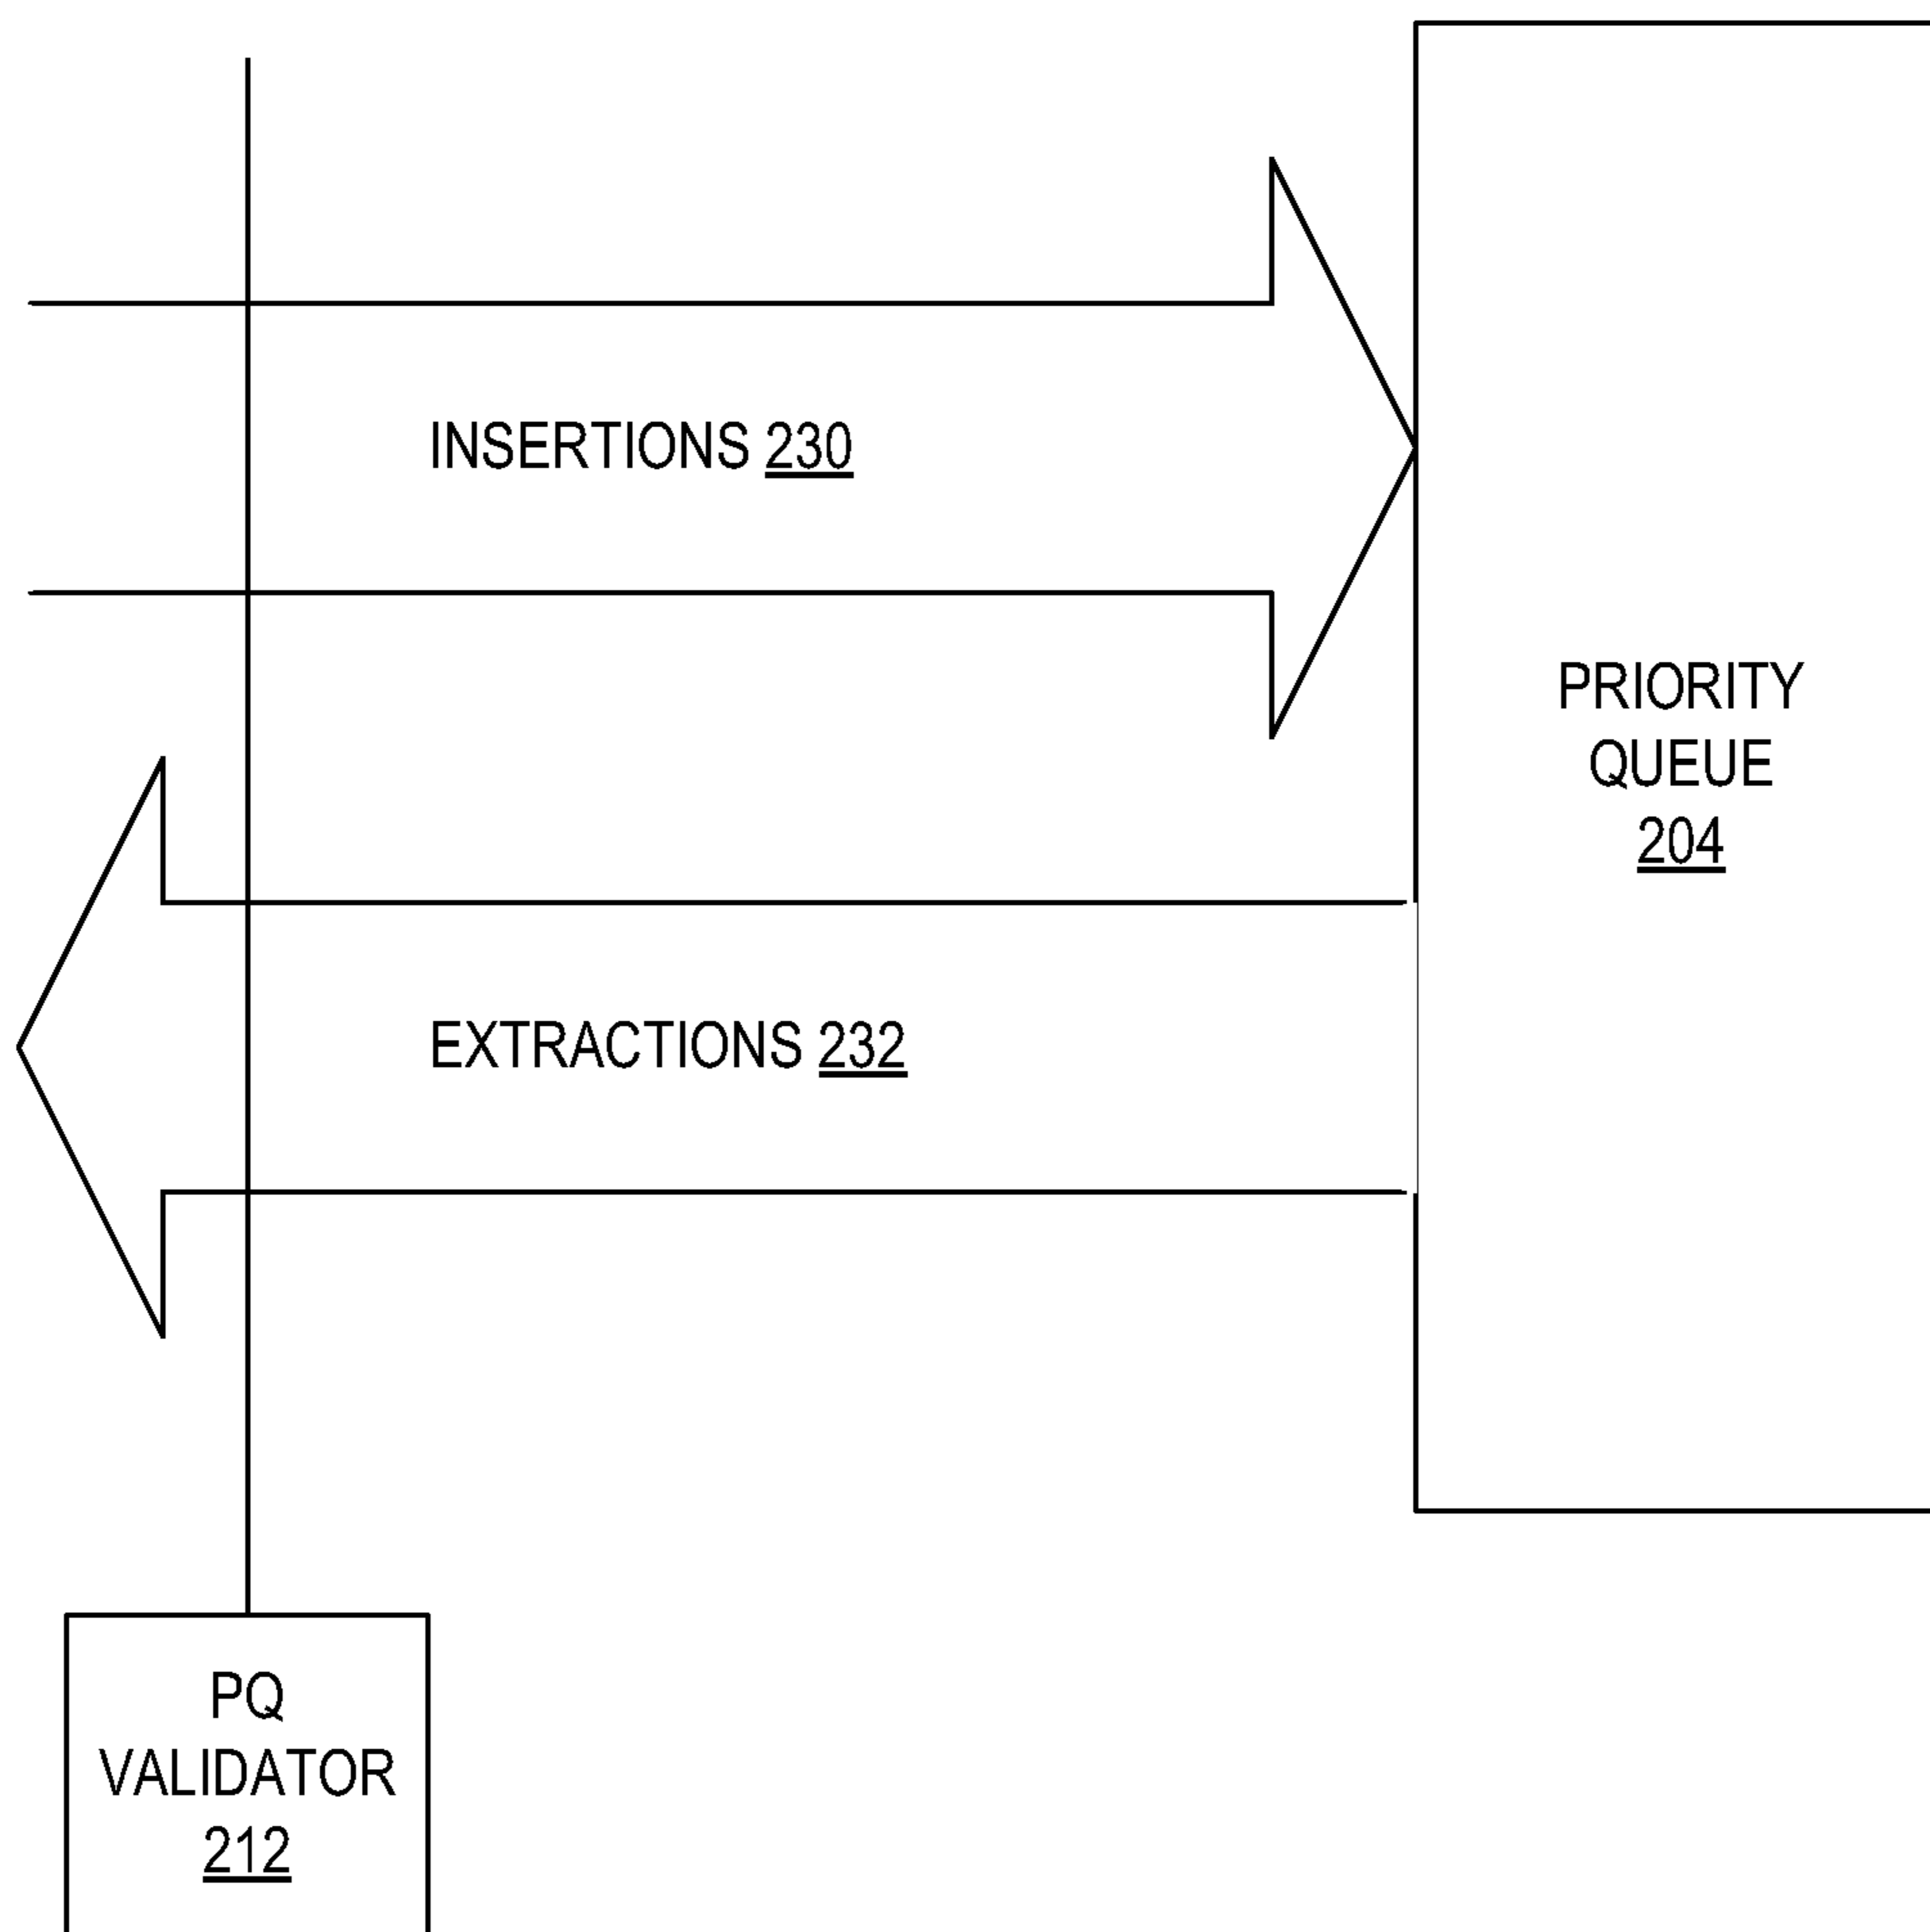 INSERTIONS 230
PRIORITY
QUEUE
204
EXTRACTIONS 232
PQ
VALIDATOR
212